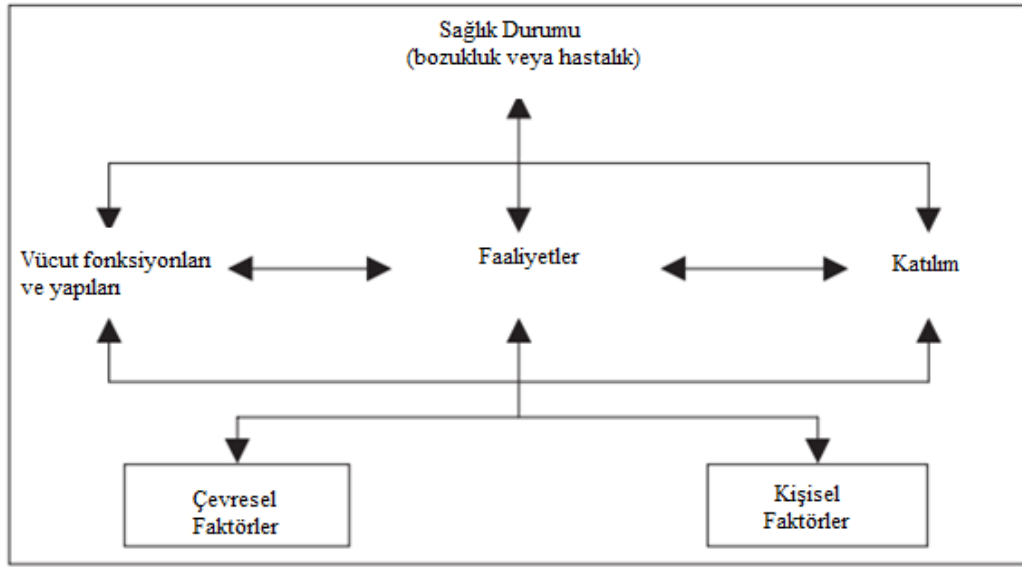 Sağlık Durumu
(bozukluk veya hastalık)
Vücut fonksiyonları
ve yapıları
Faaliyetler
Katılım
Çevresel
Faktörler
Kişisel
Faktörler